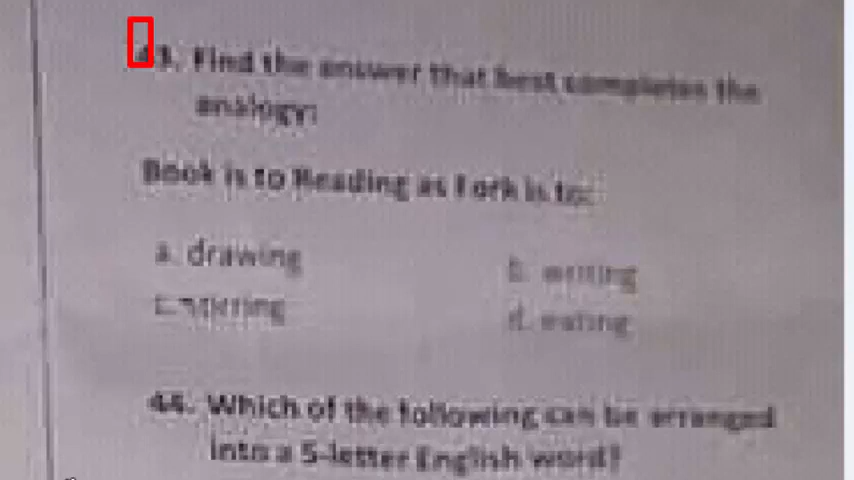 43. Find the answer that best completes the
analogy:
Book is to Reading as Fork is to:
a. drawing
b. writing
c. stirring
d. eating
44. Which of the following can be arranged
into a 5-letter English word?